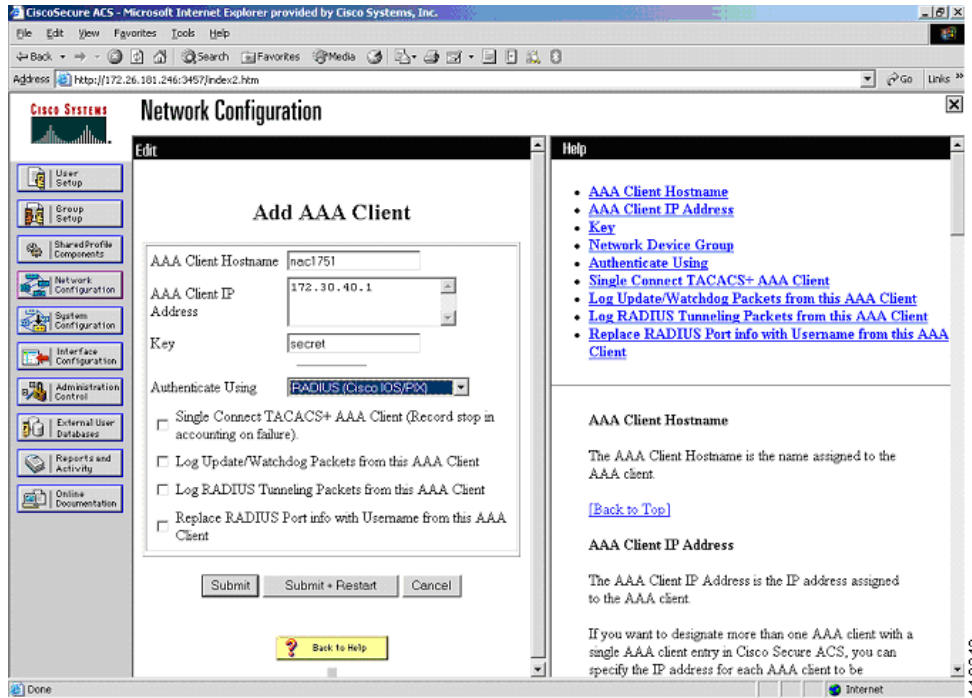 CiscoSecure ACS - Microsoft Internet Explorer provided by Cisco Systems, Inc.
File Edit View Favorites Tools Help
Back Search Favorites Media
Address http://172.26.181.246:3457/index2.htm Go Links »
CISCO SYSTEMS
Network Configuration
User Setup
Group Setup
Shared Profile Components
Network Configuration
System Configuration
Interface Configuration
Administration Control
External User Databases
Reports and Activity
Online Documentation
Edit
Add AAA Client
AAA Client Hostname nac1751
AAA Client IP Address 172.30.40.1
Key secret
Authenticate Using RADIUS (Cisco IOS/PIX)
Single Connect TACACS+ AAA Client (Record stop in
accounting on failure).
Log Update/Watchdog Packets from this AAA Client
Log RADIUS Tunneling Packets from this AAA Client
Replace RADIUS Port info with Username from this AAA
Client
Submit Submit + Restart Cancel
? Back to Help
Help
• AAA Client Hostname
• AAA Client IP Address
• Key
• Network Device Group
• Authenticate Using
• Single Connect TACACS+ AAA Client
• Log Update/Watchdog Packets from this AAA Client
• Log RADIUS Tunneling Packets from this AAA Client
• Replace RADIUS Port info with Username from this AAA
Client
AAA Client Hostname
The AAA Client Hostname is the name assigned to the
AAA client.
[Back to Top]
AAA Client IP Address
The AAA Client IP Address is the IP address assigned
to the AAA client.
If you want to designate more than one AAA client with a
single AAA client entry in Cisco Secure ACS, you can
specify the IP address for each AAA client to be
Done Internet